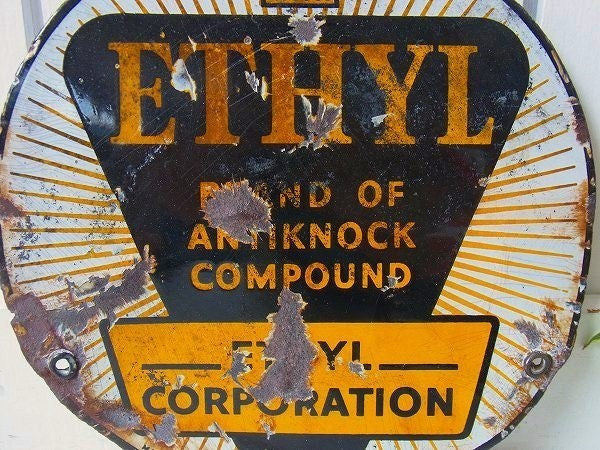 ETHYL
BRAND OF
ANTIKNOCK
COMPOUND
ETHYL
CORPORATION